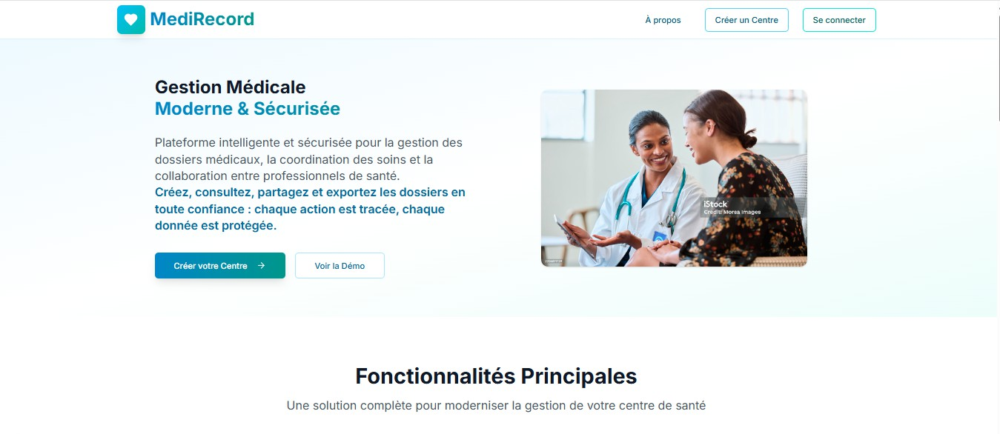 MediRecord
À propos
Créer un Centre
Se connecter
Gestion Médicale
Moderne & Sécurisée
Plateforme intelligente et sécurisée pour la gestion des
dossiers médicaux, la coordination des soins et la
collaboration entre professionnels de santé.
Créez, consultez, partagez et exportez les dossiers en
toute confiance : chaque action est tracée, chaque
donnée est protégée.
Créer votre Centre
Voir la Démo
iStock
Credit: Morsa Images
Fonctionnalités Principales
Une solution complète pour moderniser la gestion de votre centre de santé